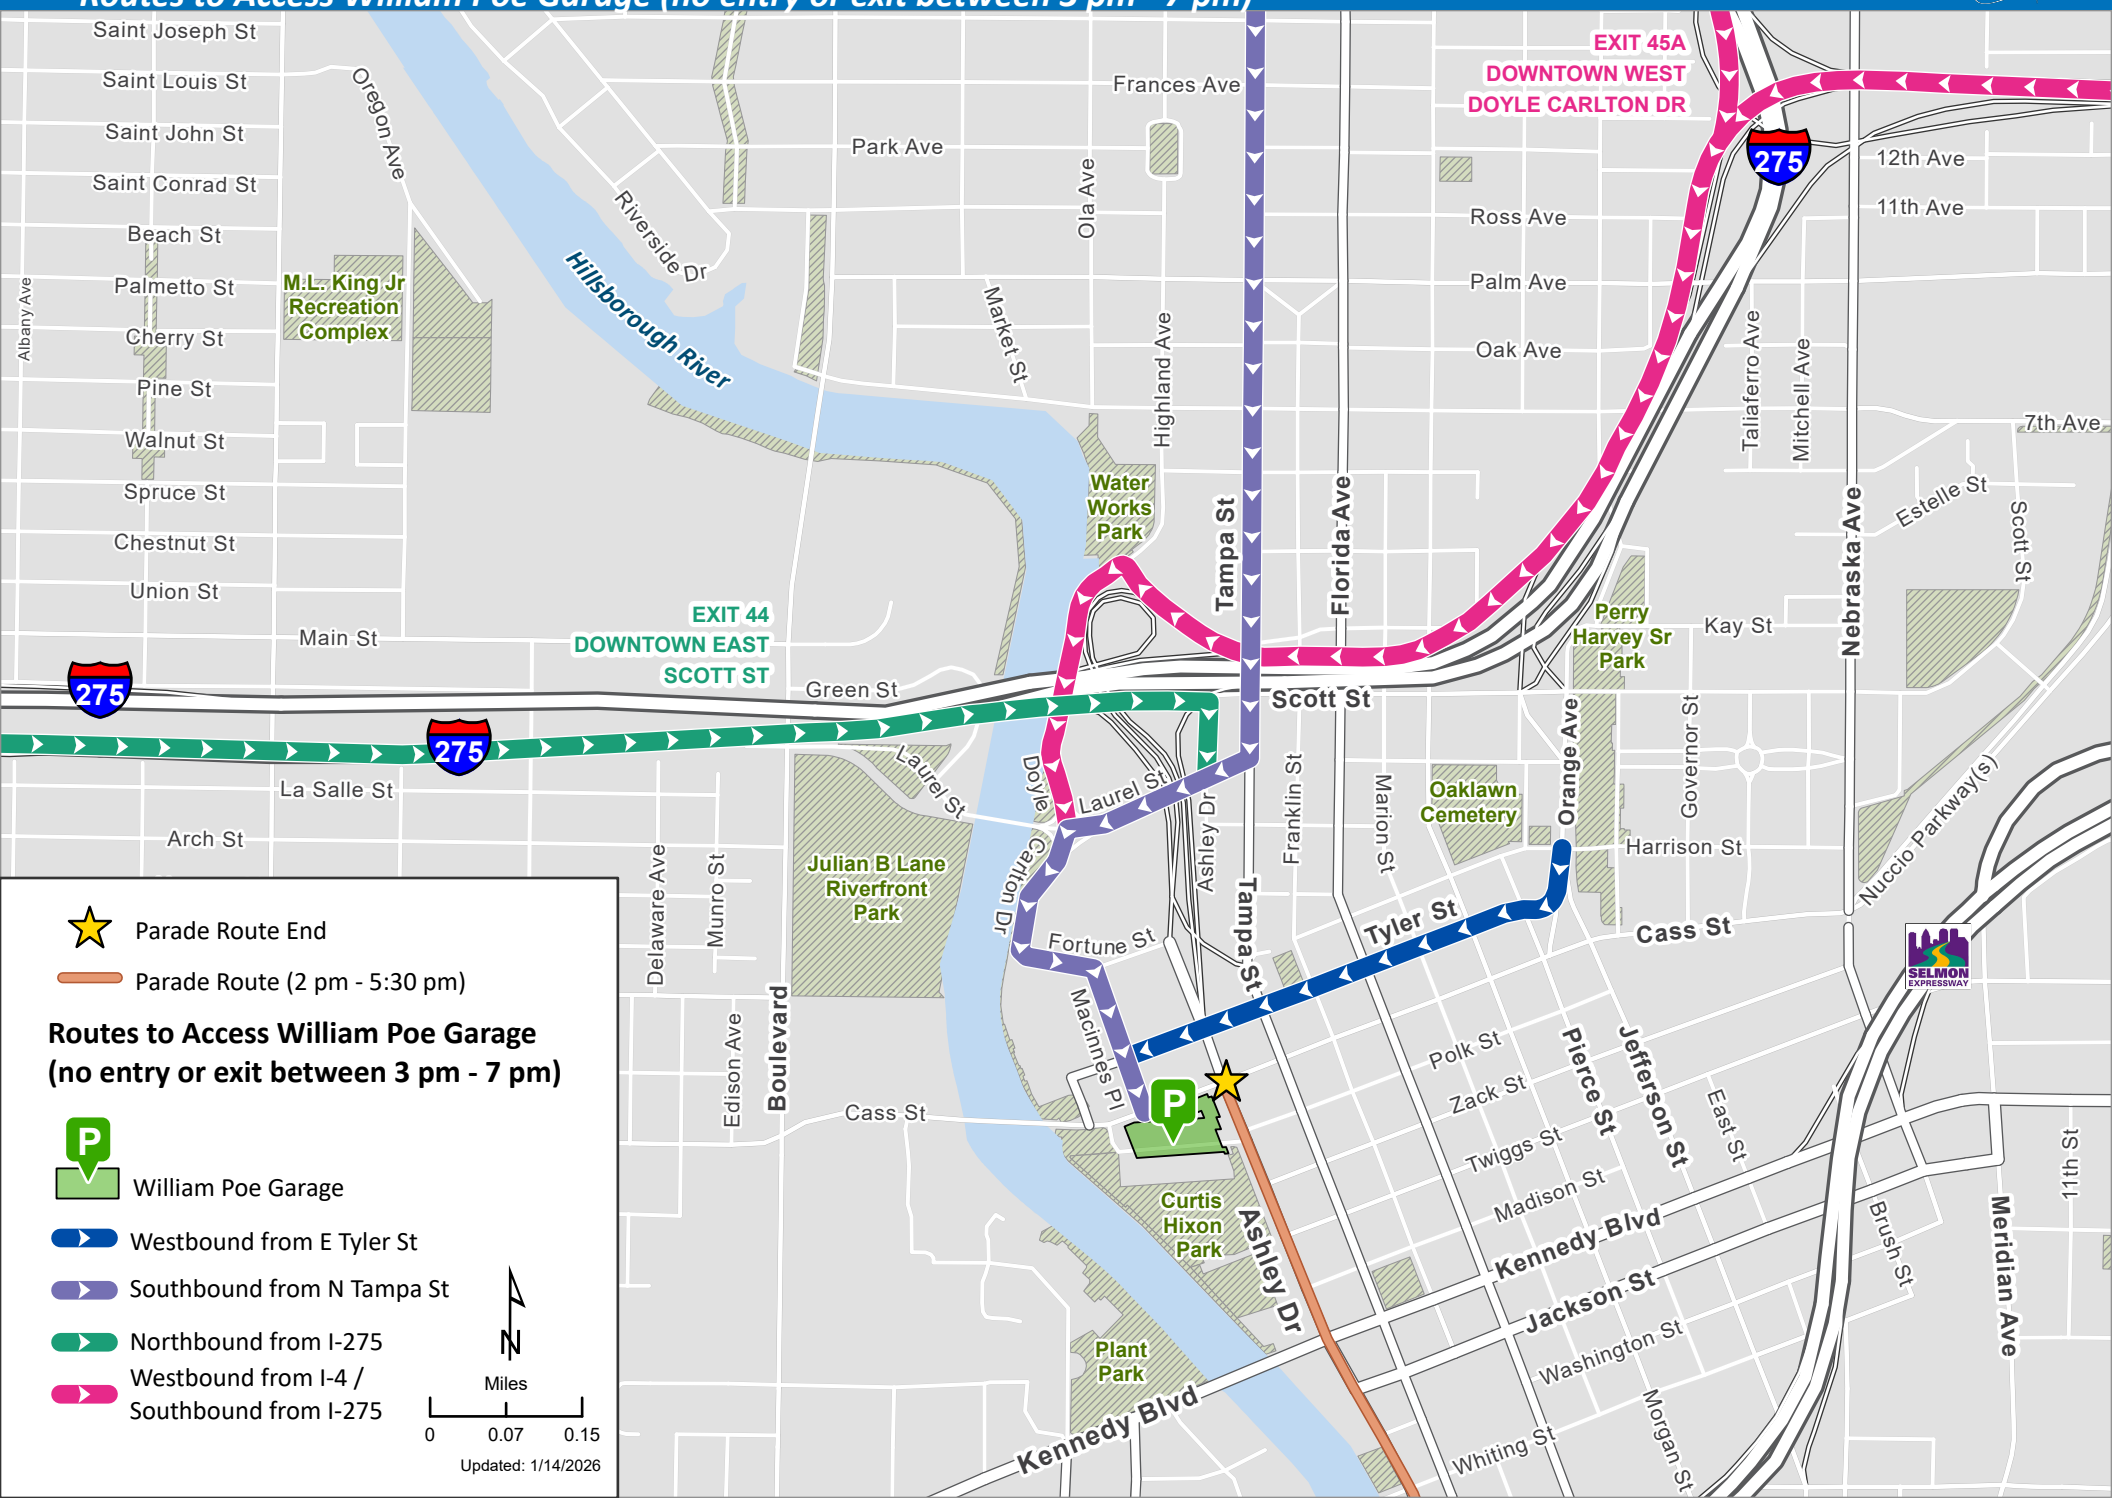 Routes to Access William Poe Garage (no entry or exit between 3 pm - 7 pm)
Saint Joseph St
Saint Louis St
Saint John St
Saint Conrad St
Beach St
Palmetto St
Cherry St
Pine St
Walnut St
Spruce St
Chestnut St
Union St
Main St
Albany Ave
Oregon Ave
M.L. King Jr
Recreation
Complex
Riverside Dr
Hillsborough River
Frances Ave
Park Ave
Ola Ave
Market St
Highland Ave
Water
Works
Park
Tampa St
Florida Ave
EXIT 45A
DOWNTOWN WEST
DOYLE CARLTON DR
275
12th Ave
11th Ave
Ross Ave
Palm Ave
Oak Ave
Taliaferro Ave
Mitchell Ave
7th Ave
Nebraska Ave
Estelle St
Scott St
Perry
Harvey Sr
Park
Kay St
EXIT 44
DOWNTOWN EAST
SCOTT ST
275
275
Green St
Scott St
La Salle St
Arch St
Laurel St
Doyle
Carlton Dr
Laurel St
Ashley Dr
Franklin St
Marion St
Oaklawn
Cemetery
Orange Ave
Governor St
Harrison St
Nuccio Parkway(s)
Julian B Lane
Riverfront
Park
Delaware Ave
Munro St
Fortune St
Tampa St
Tyler St
Cass St
SELMON
EXPRESSWAY
Macinnes Pl
Edison Ave
Boulevard
Cass St
P
Polk St
Zack St
Twiggs St
Madison St
Pierce St
Jefferson St
East St
Kennedy Blvd
Jackson St
Washington St
Whiting St
Morgan St
Brush St
Meridian Ave
11th St
Curtis
Hixon
Park
Ashley Dr
Plant
Park
Kennedy Blvd
Parade Route End
Parade Route (2 pm - 5:30 pm)
Routes to Access William Poe Garage
(no entry or exit between 3 pm - 7 pm)
P
William Poe Garage
Westbound from E Tyler St
Southbound from N Tampa St
Northbound from I-275
Westbound from I-4 /
Southbound from I-275
N
Miles
0 0.07 0.15
Updated: 1/14/2026